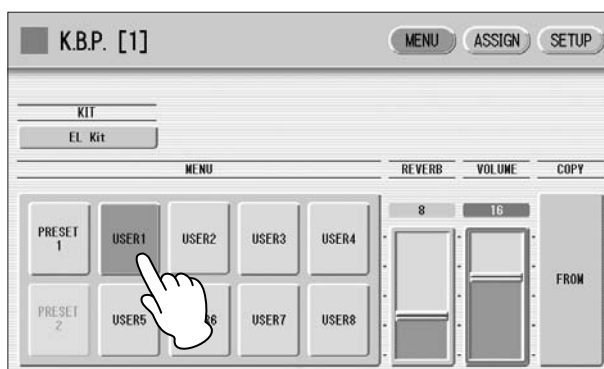 K.B.P. [1] MENU ASSIGN SETUP
KIT
EL Kit
MENU REVERB VOLUME COPY
8 16
PRESET 1 USER1 USER2 USER3 USER4
FROM
PRESET 2 USER5 USER7 USER8